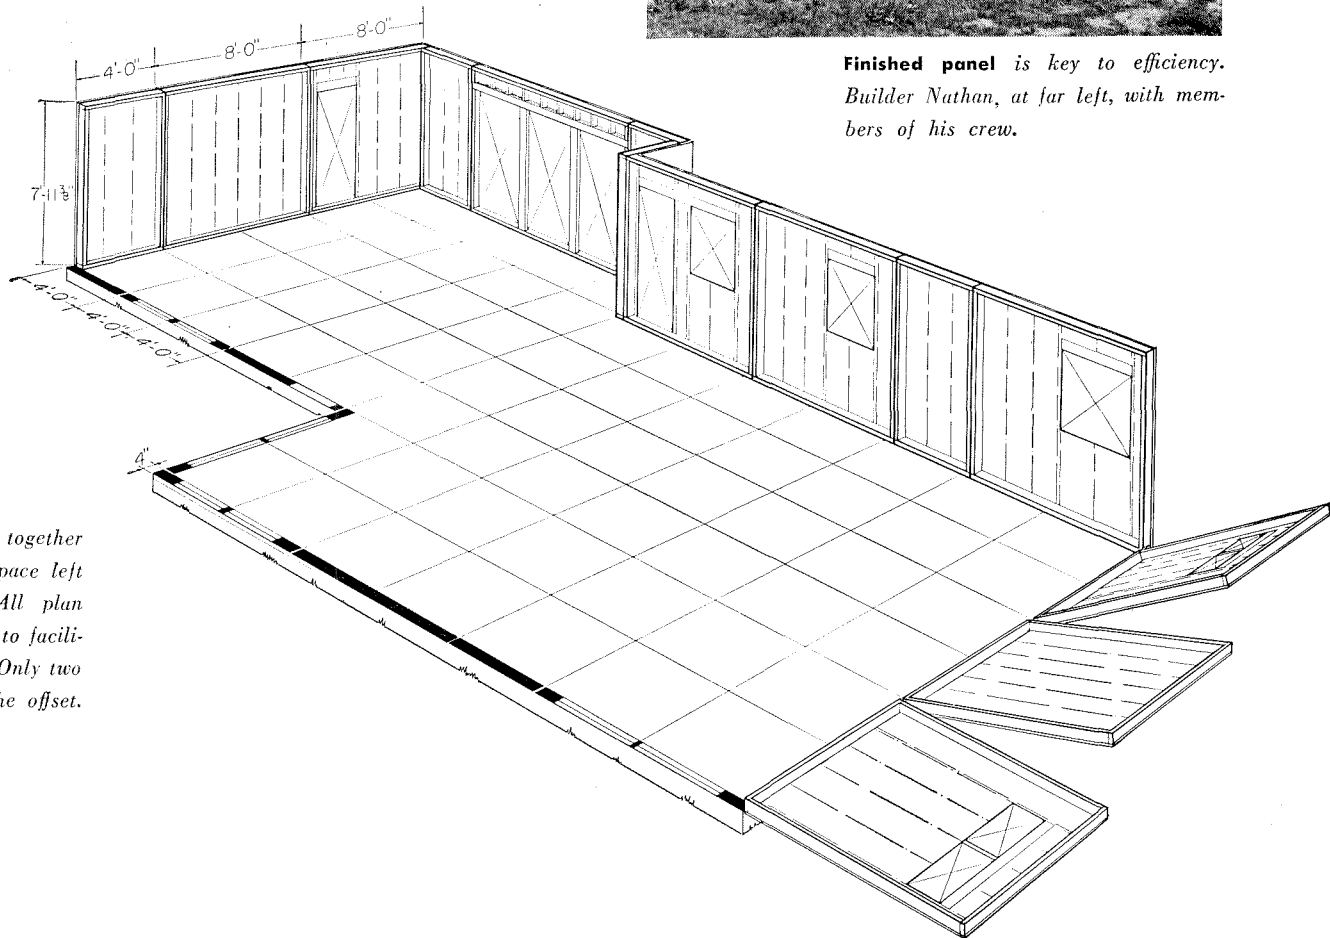 4'-0"
8'-0"
8'-0"
7'-11⅜"
4'-0"
4'-0"
4'-0"
4"
Finished panel is key to efficiency.
Builder Nathan, at far left, with mem-
bers of his crew.
together
pace left
All plan
to facili-
Only two
he offset.